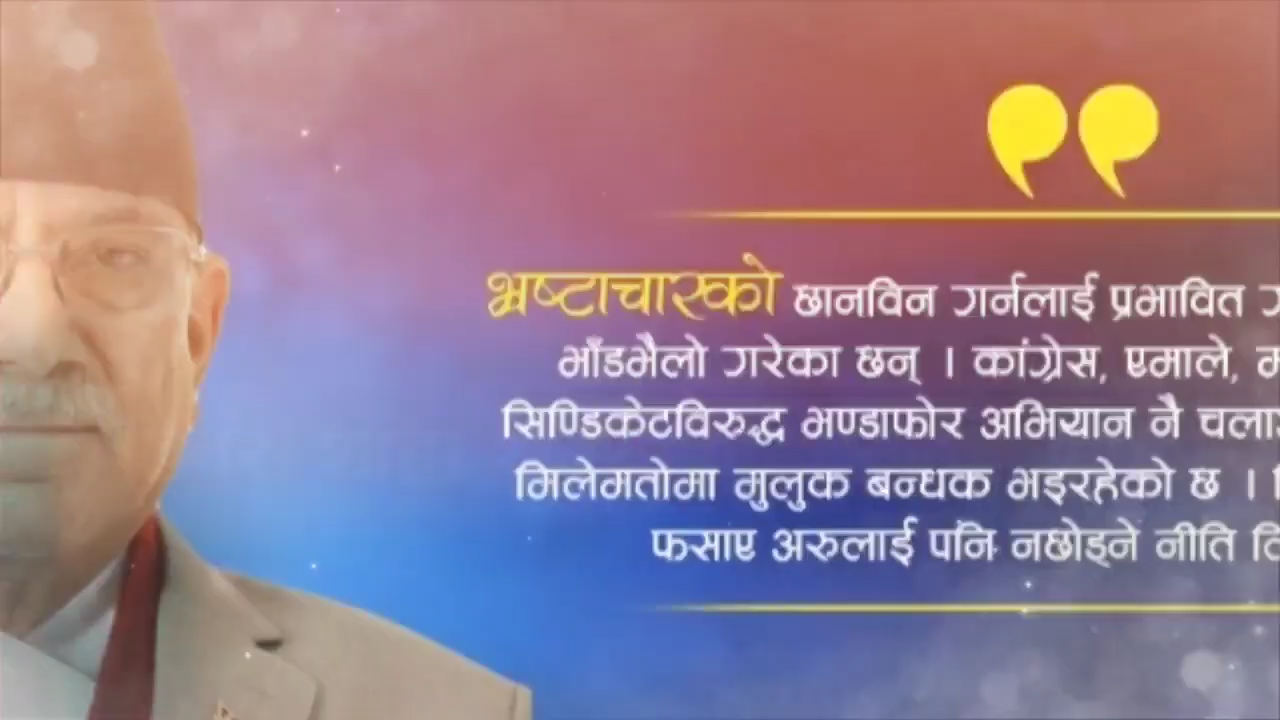 भ्रष्टाचारको छानविन गर्नलाई प्रभावित
भाँडभैलो गरेका छन् । कांग्रेस, एमाले,
सिण्डिकेटविरुद्ध भण्डाफोर अभियान नै
मिलेमतोमा मुलुक बन्धक भइरहेको छ ।
फसाए अरुलाई पनि नछोड्ने नीति